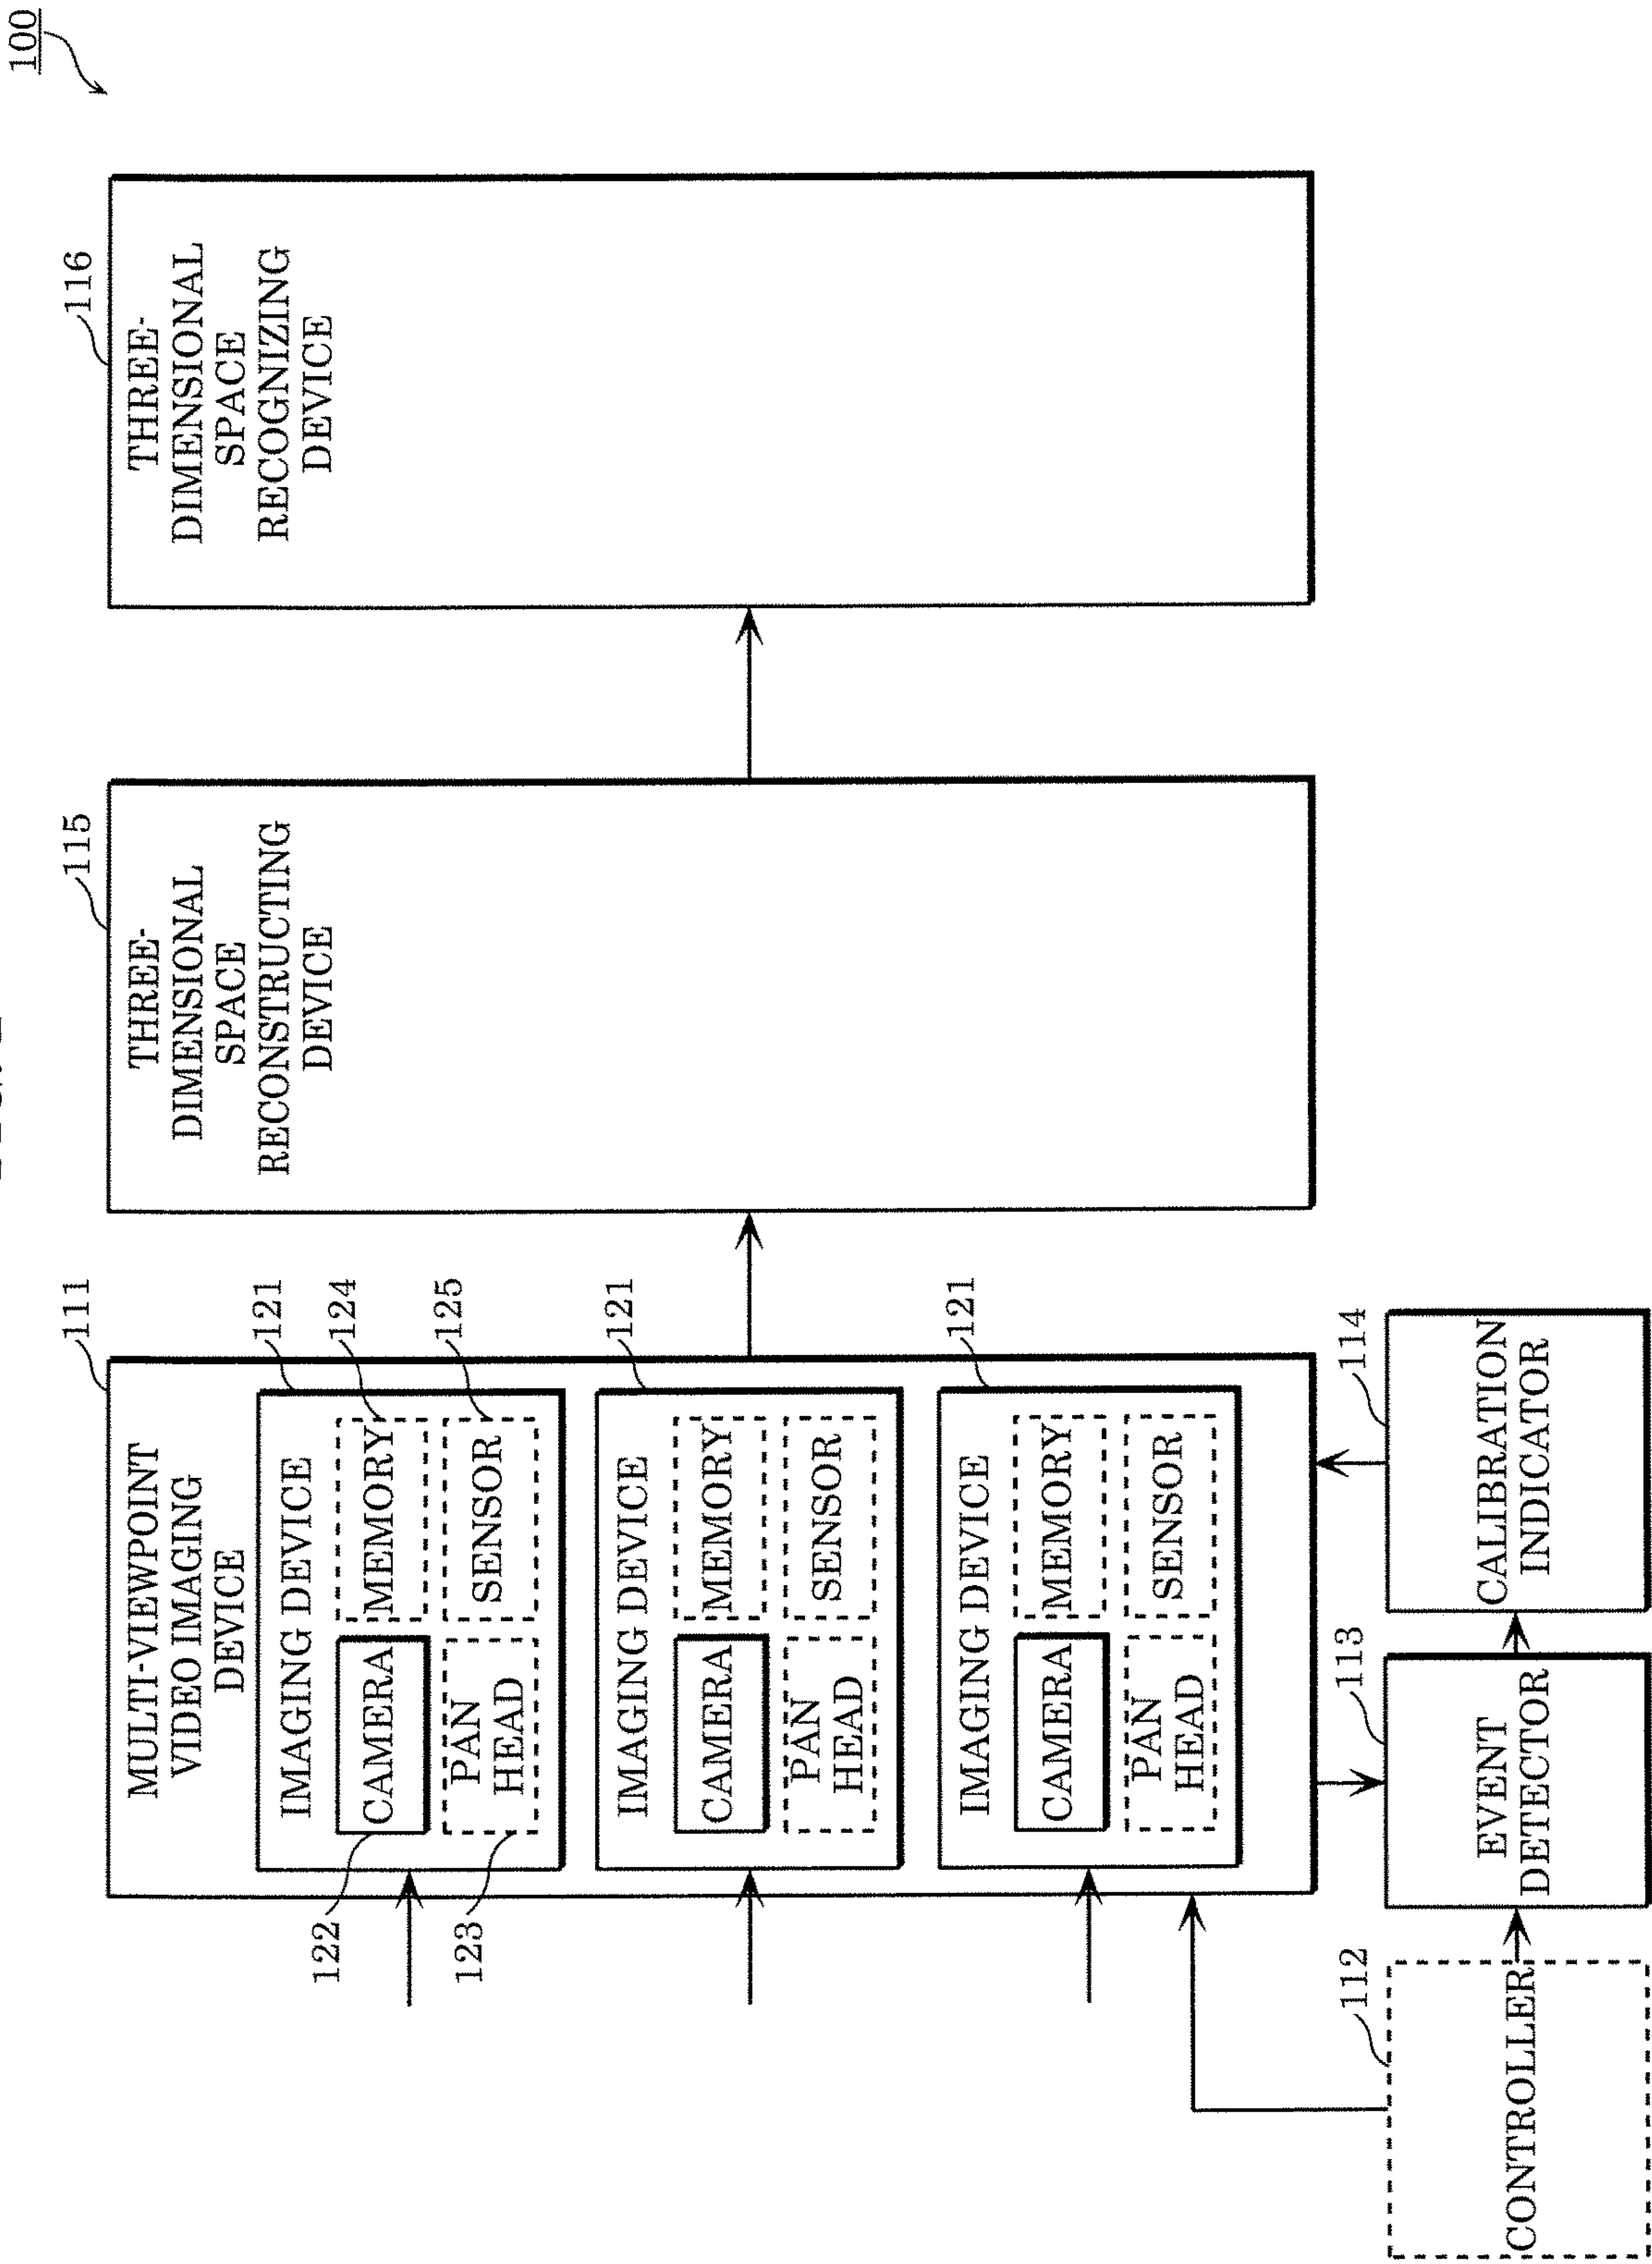 100
111
MULTI-VIEWPOINT
VIDEO IMAGING
DEVICE
121
IMAGING DEVICE
122
CAMERA
124
MEMORY
123
PAN
HEAD
125
SENSOR
121
IMAGING DEVICE
CAMERA
MEMORY
PAN
HEAD
SENSOR
121
IMAGING DEVICE
CAMERA
MEMORY
PAN
HEAD
SENSOR
115
THREE-
DIMENSIONAL
SPACE
RECONSTRUCTING
DEVICE
116
THREE-
DIMENSIONAL
SPACE
RECOGNIZING
DEVICE
112
CONTROLLER
113
EVENT
DETECTOR
114
CALIBRATION
INDICATOR